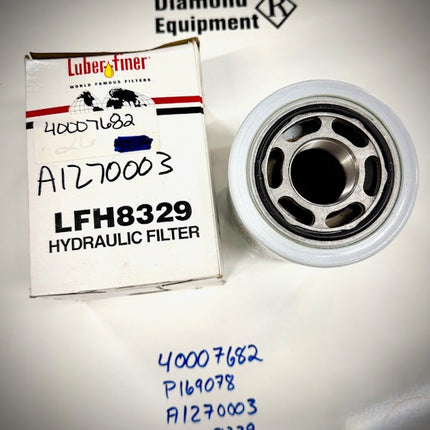 Diamond
Equipment R
Luber-finer
WORLD FAMOUS FILTERS
40007682
A1270003
LFH8329
HYDRAULIC FILTER
40007682
P169078
A1270003